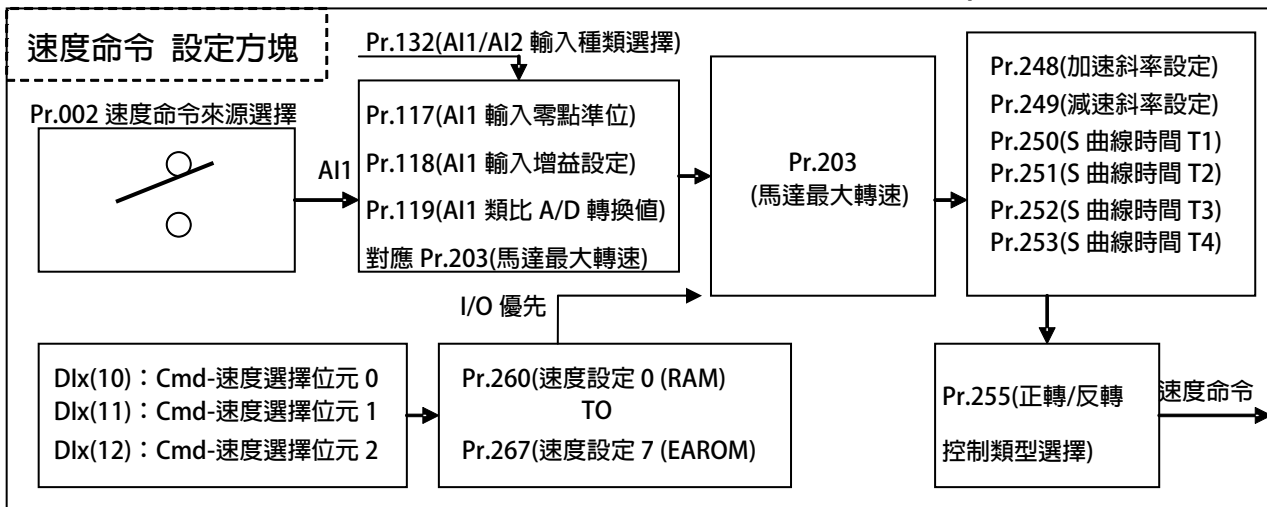 速度命令 設定方塊
Pr.002 速度命令來源選擇
AI1
Pr.132(AI1/AI2 輸入種類選擇)
Pr.117(AI1 輸入零點準位)
Pr.118(AI1 輸入增益設定)
Pr.119(AI1 類比 A/D 轉換值)
對應 Pr.203(馬達最大轉速)
Pr.203
(馬達最大轉速)
Pr.248(加速斜率設定)
Pr.249(減速斜率設定)
Pr.250(S 曲線時間 T1)
Pr.251(S 曲線時間 T2)
Pr.252(S 曲線時間 T3)
Pr.253(S 曲線時間 T4)
I/O 優先
DIx(10)：Cmd-速度選擇位元 0
DIx(11)：Cmd-速度選擇位元 1
DIx(12)：Cmd-速度選擇位元 2
Pr.260(速度設定 0 (RAM)
TO
Pr.267(速度設定 7 (EAROM)
Pr.255(正轉/反轉
控制類型選擇)
速度命令